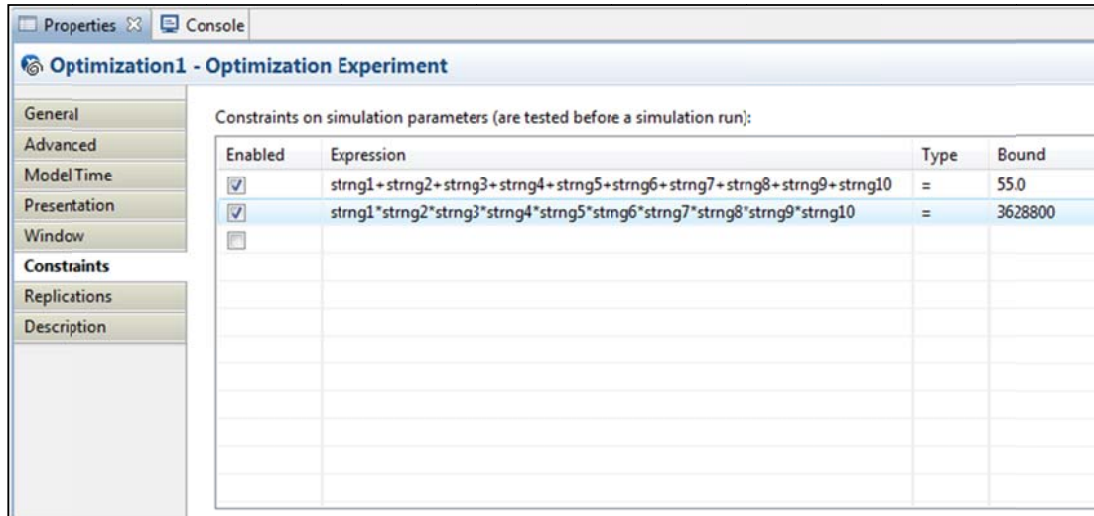 Properties Console
Optimization1 - Optimization Experiment
General
Advanced
Model Time
Presentation
Window
Constraints
Replications
Description
Constraints on simulation parameters (are tested before a simulation run):
Enabled Expression Type Bound
strng1+strng2+strng3+strng4+strng5+strng6+strng7+strng8+strng9+strng10 = 55.0
strng1*strng2*strng3*strng4*strng5*strng6*strng7*strng8*strng9*strng10 = 3628800